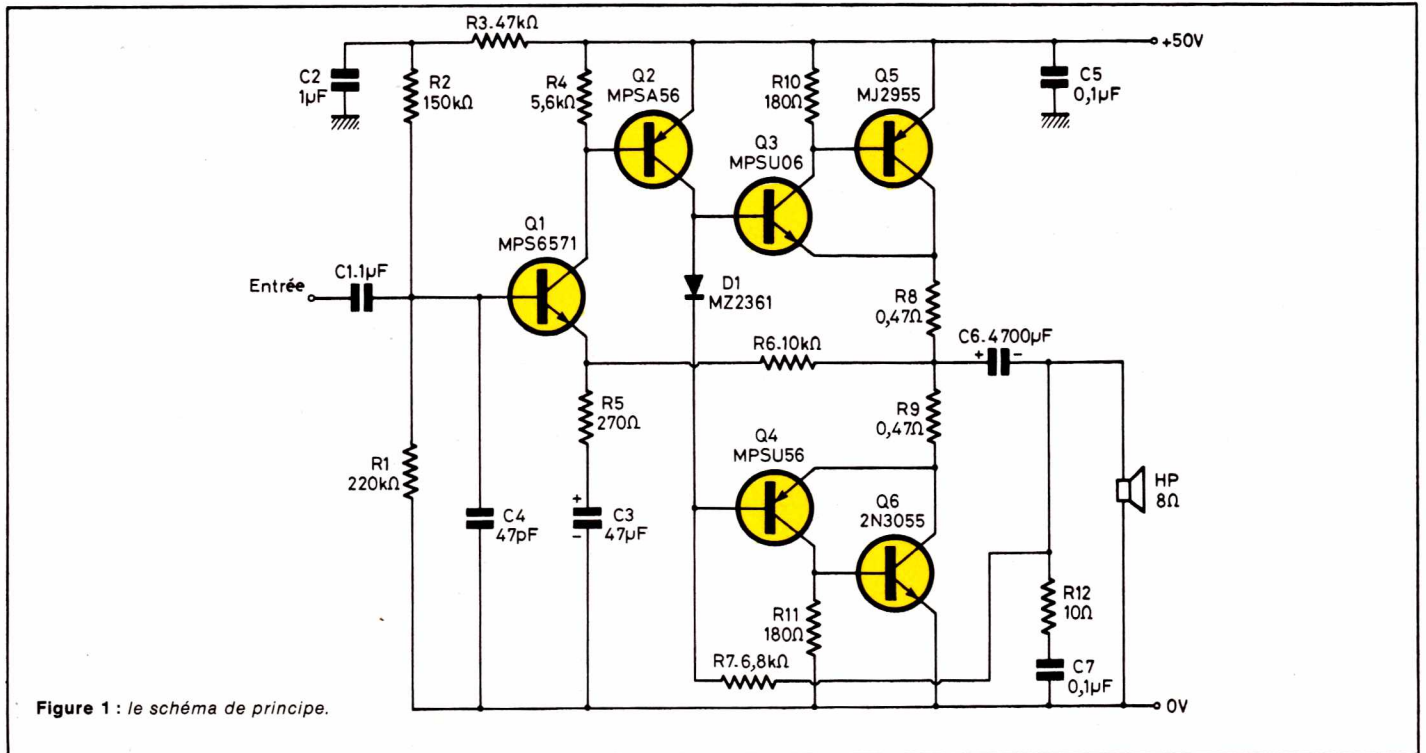 R3.47kΩ
+50V
C2
1µF
R2
150kΩ
R4
5,6kΩ
Q2
MPSA56
R10
180Ω
Q5
MJ2955
C5
0,1µF
Q3
MPSU06
Q1
MPS6571
Entrée
C1.1µF
D1
MZ2361
R8
0,47Ω
R6.10kΩ
C6.4700µF
+ -
R5
270Ω
R9
0,47Ω
Q4
MPSU56
R1
220kΩ
C4
47pF
+
-
C3
47µF
Q6
2N3055
HP
8Ω
R11
180Ω
R12
10Ω
R7.6,8kΩ
C7
0,1µF
0V
Figure 1 : le schéma de principe.